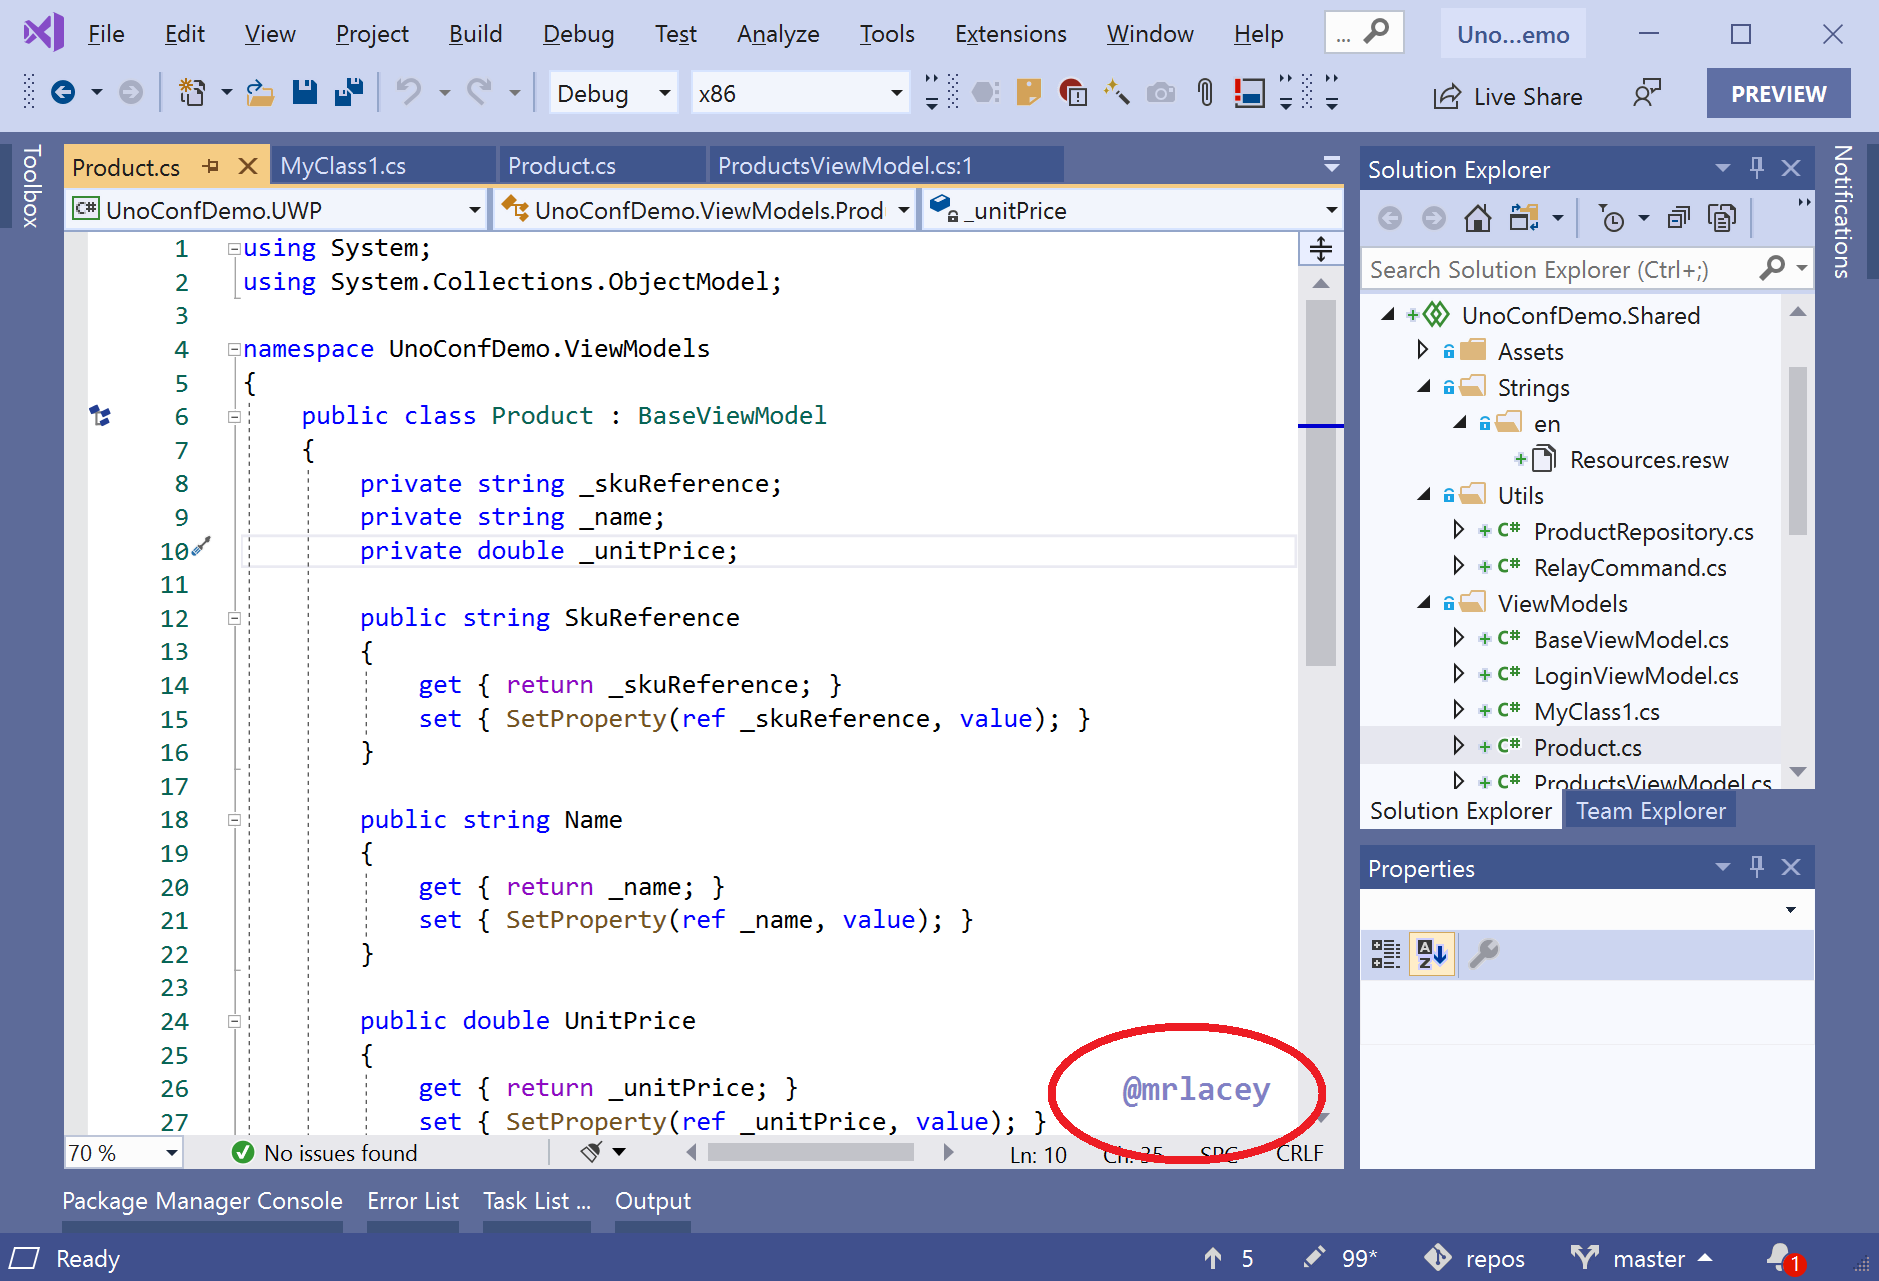 File Edit View Project Build Debug Test Analyze Tools Extensions Window Help ... Uno...emo
Debug x86 Live Share PREVIEW
Toolbox
Product.cs MyClass1.cs Product.cs ProductsViewModel.cs:1
C# UnoConfDemo.UWP UnoConfDemo.ViewModels.Prod _unitPrice
1 using System;
2 using System.Collections.ObjectModel;
3
4 namespace UnoConfDemo.ViewModels
5 {
6 public class Product : BaseViewModel
7 {
8 private string _skuReference;
9 private string _name;
10 private double _unitPrice;
11
12 public string SkuReference
13 {
14 get { return _skuReference; }
15 set { SetProperty(ref _skuReference, value); }
16 }
17
18 public string Name
19 {
20 get { return _name; }
21 set { SetProperty(ref _name, value); }
22 }
23
24 public double UnitPrice
25 {
26 get { return _unitPrice; }
27 set { SetProperty(ref _unitPrice, value); }
@mrlacey
70 % No issues found Ln: 10 Ch: 35 SPC CRLF
Solution Explorer
Search Solution Explorer (Ctrl+;)
UnoConfDemo.Shared
Assets
Strings
en
Resources.resw
Utils
C# ProductRepository.cs
C# RelayCommand.cs
ViewModels
C# BaseViewModel.cs
C# LoginViewModel.cs
C# MyClass1.cs
C# Product.cs
C# ProductsViewModel.cs
Solution Explorer Team Explorer
Properties
A
Z
Notifications
Package Manager Console Error List Task List ... Output
Ready 5 99* repos master 1